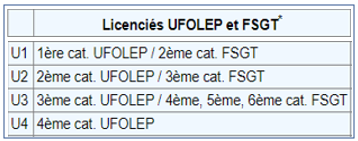 Licenciés UFOLEP et FSGT*
U1 1ère cat. UFOLEP / 2ème cat. FSGT
U2 2ème cat. UFOLEP / 3ème cat. FSGT
U3 3ème cat. UFOLEP / 4ème, 5ème, 6ème cat. FSGT
U4 4ème cat. UFOLEP